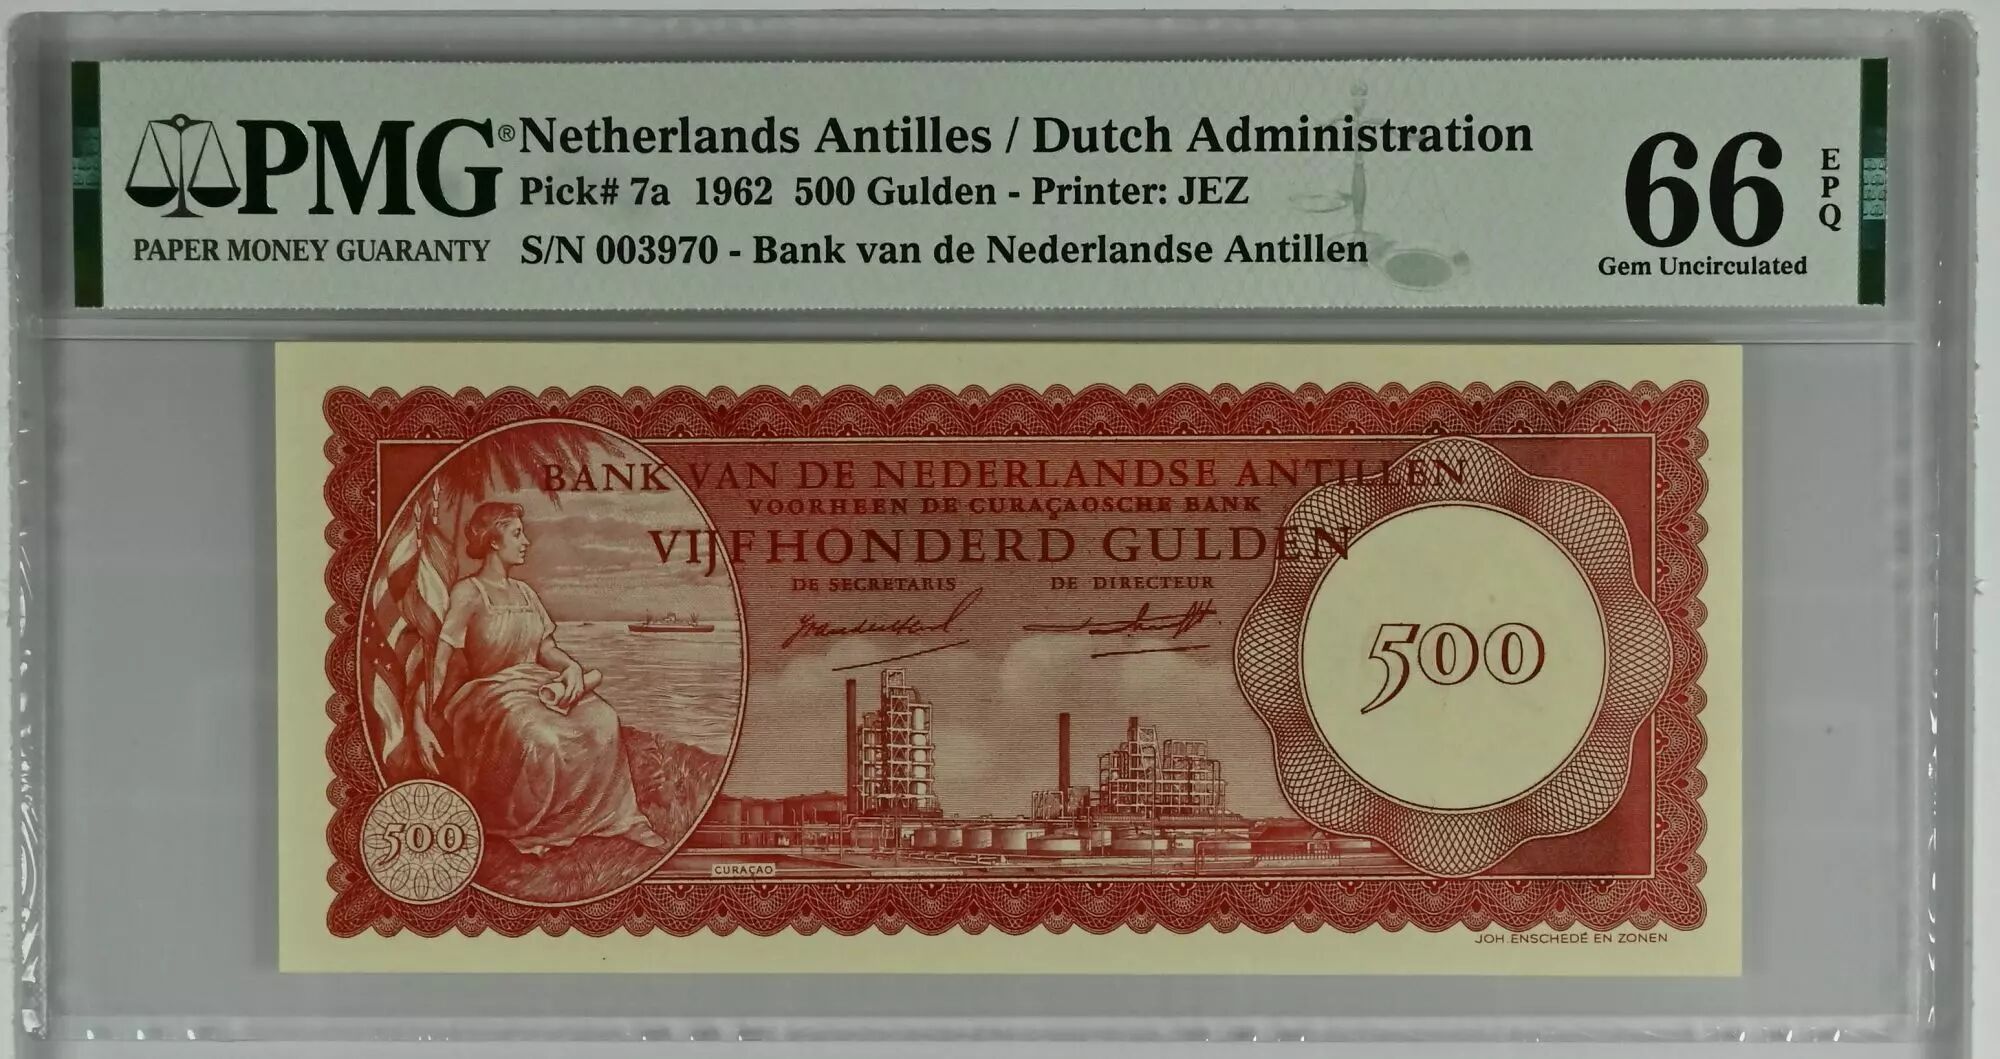 PMG®
PAPER MONEY GUARANTY
Netherlands Antilles / Dutch Administration
Pick# 7a 1962 500 Gulden - Printer: JEZ
S/N 003970 - Bank van de Nederlandse Antillen
66
EPQ
Gem Uncirculated
BANK VAN DE NEDERLANDSE ANTILLEN
VOORHEEN DE CURAÇAOSCHE BANK
VIJFHONDERD GULDEN
DE SECRETARIS DE DIRECTEUR
500
500
CURAÇAO
JOH. ENSCHEDÉ EN ZONEN